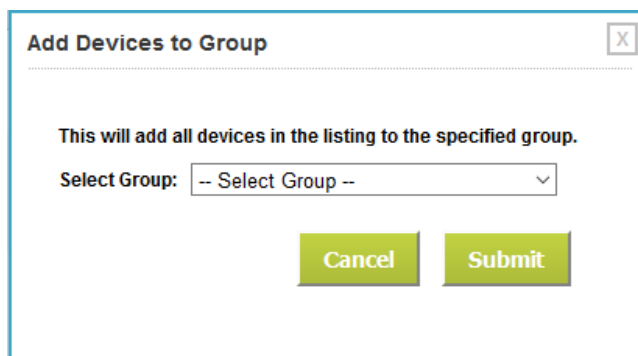 Add Devices to Group
X
This will add all devices in the listing to the specified group.
Select Group: -- Select Group --
Cancel Submit